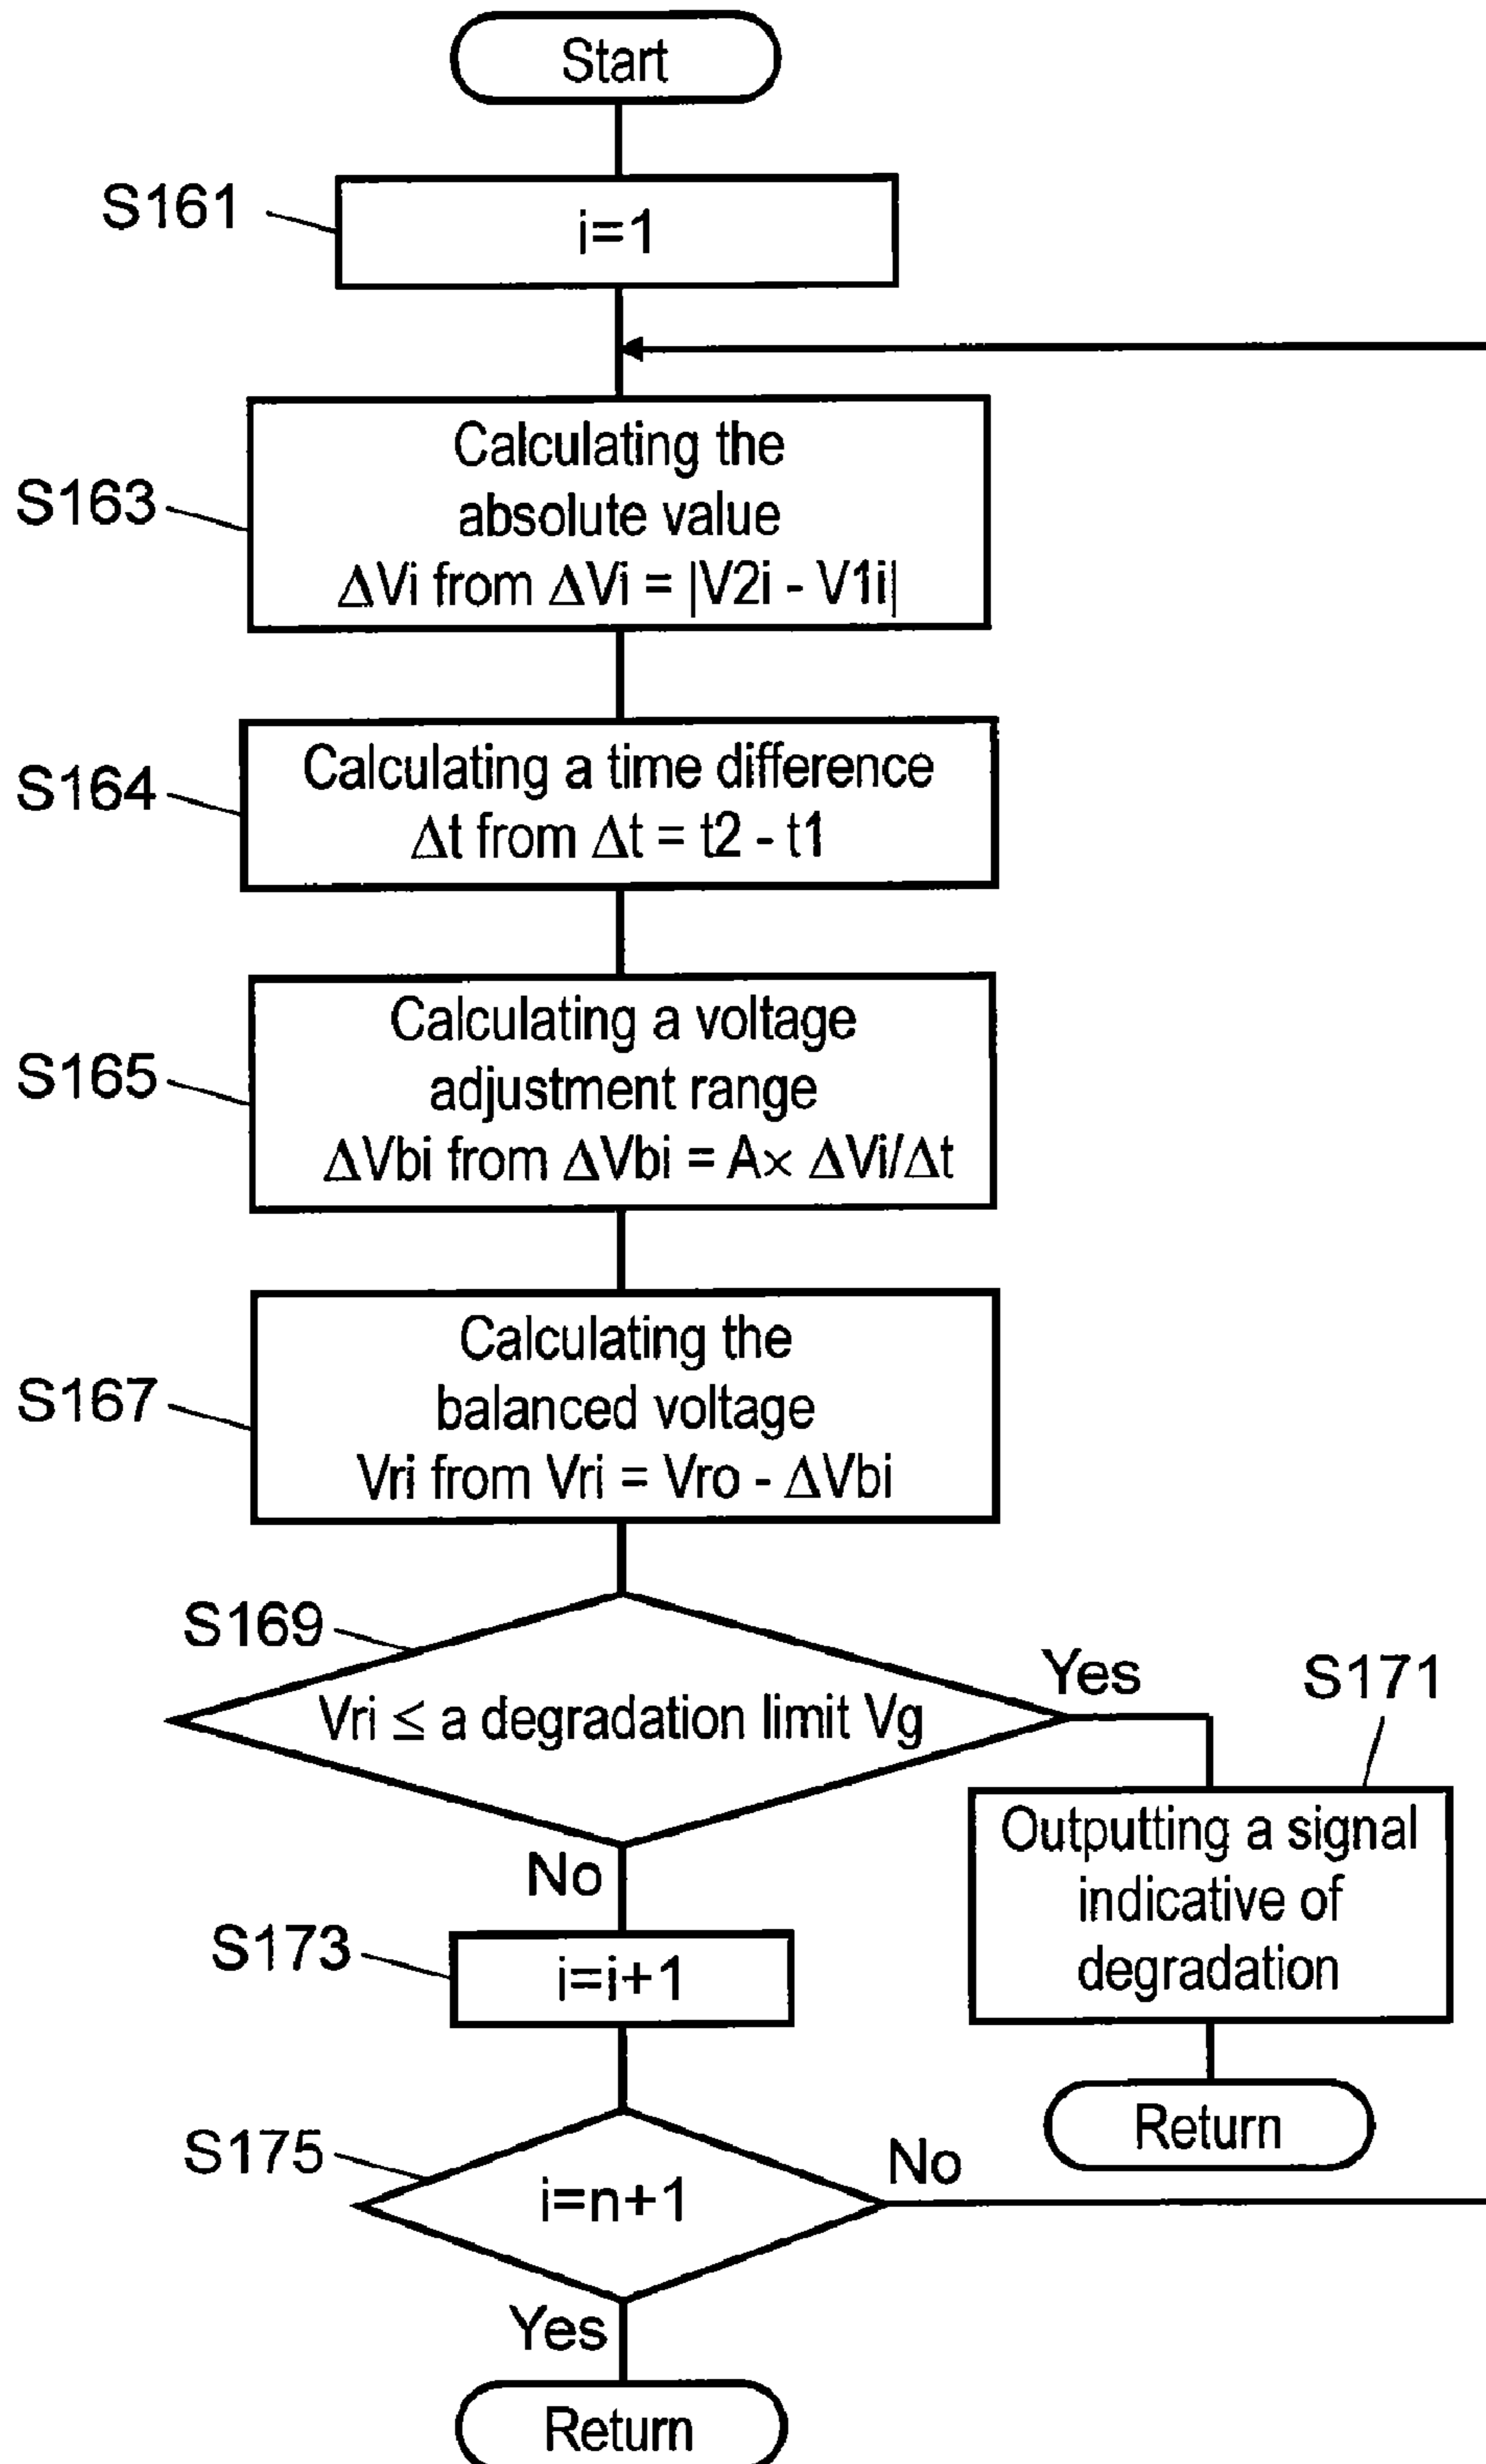 Start
S161
i=1
S163
Calculating the
absolute value
ΔVi from ΔVi = |V2i - V1i|
S164
Calculating a time difference
Δt from Δt = t2 - t1
S165
Calculating a voltage
adjustment range
ΔVbi from ΔVbi = A× ΔVi/Δt
S167
Calculating the
balanced voltage
Vri from Vri = Vro - ΔVbi
S169
Vri ≤ a degradation limit Vg
Yes
S171
Outputting a signal
indicative of
degradation
Return
No
S173
i=i+1
S175
i=n+1
No
Yes
Return